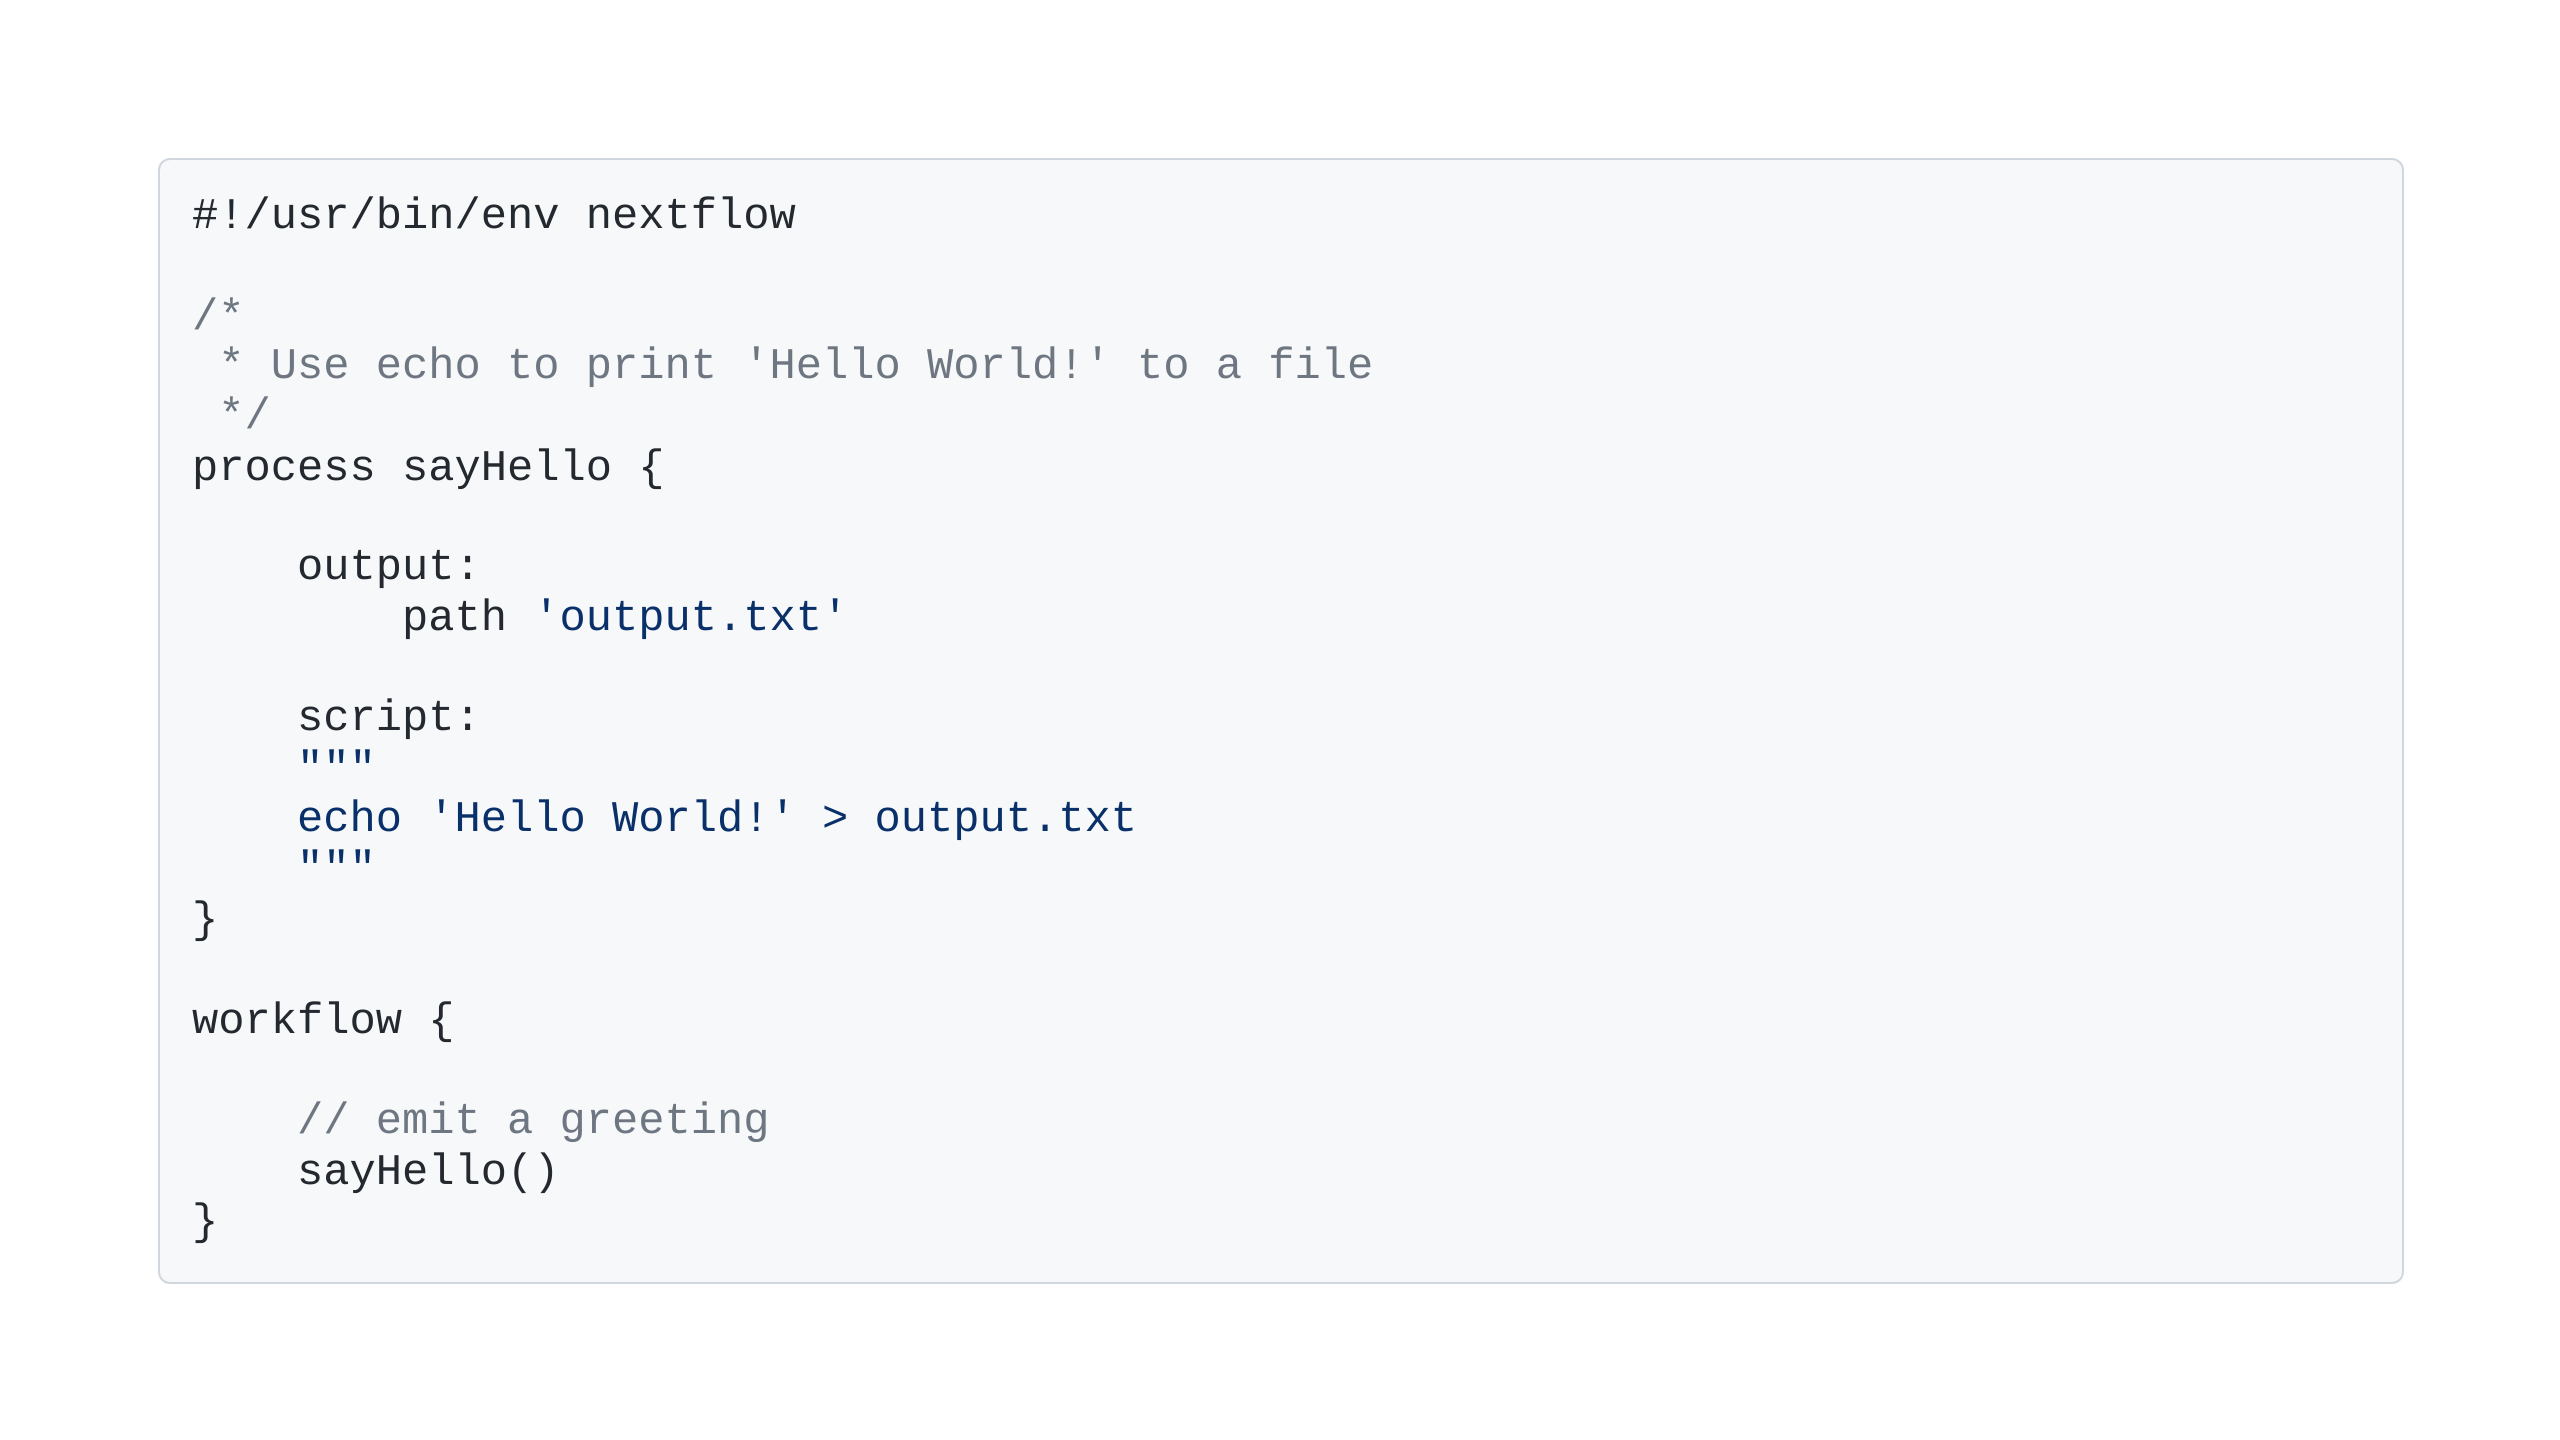 #!/usr/bin/env nextflow

/*
 * Use echo to print 'Hello World!' to a file
 */
process sayHello {

    output:
        path 'output.txt'

    script:
    """
    echo 'Hello World!' > output.txt
    """
}

workflow {

    // emit a greeting
    sayHello()
}